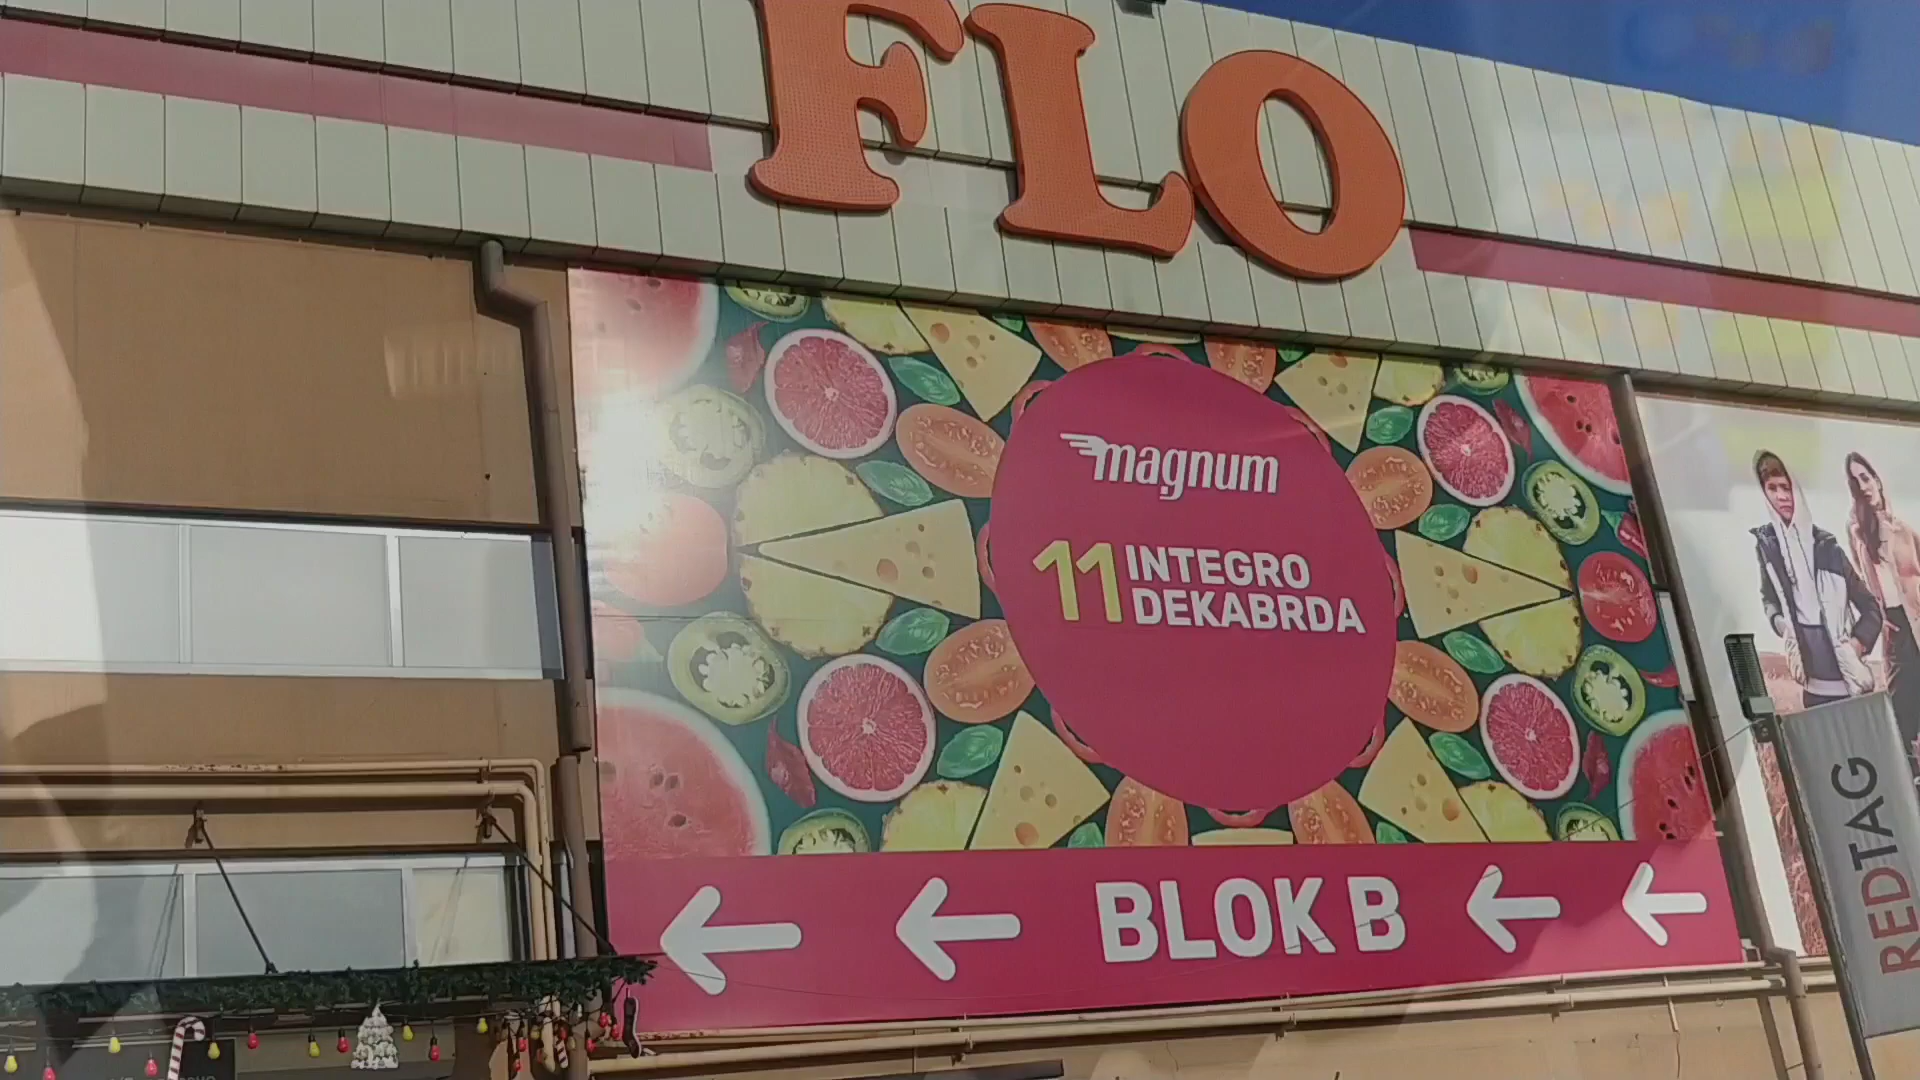 FLO
magnum
11 INTEGRO
DEKABRDA
BLOK B
REDTAG